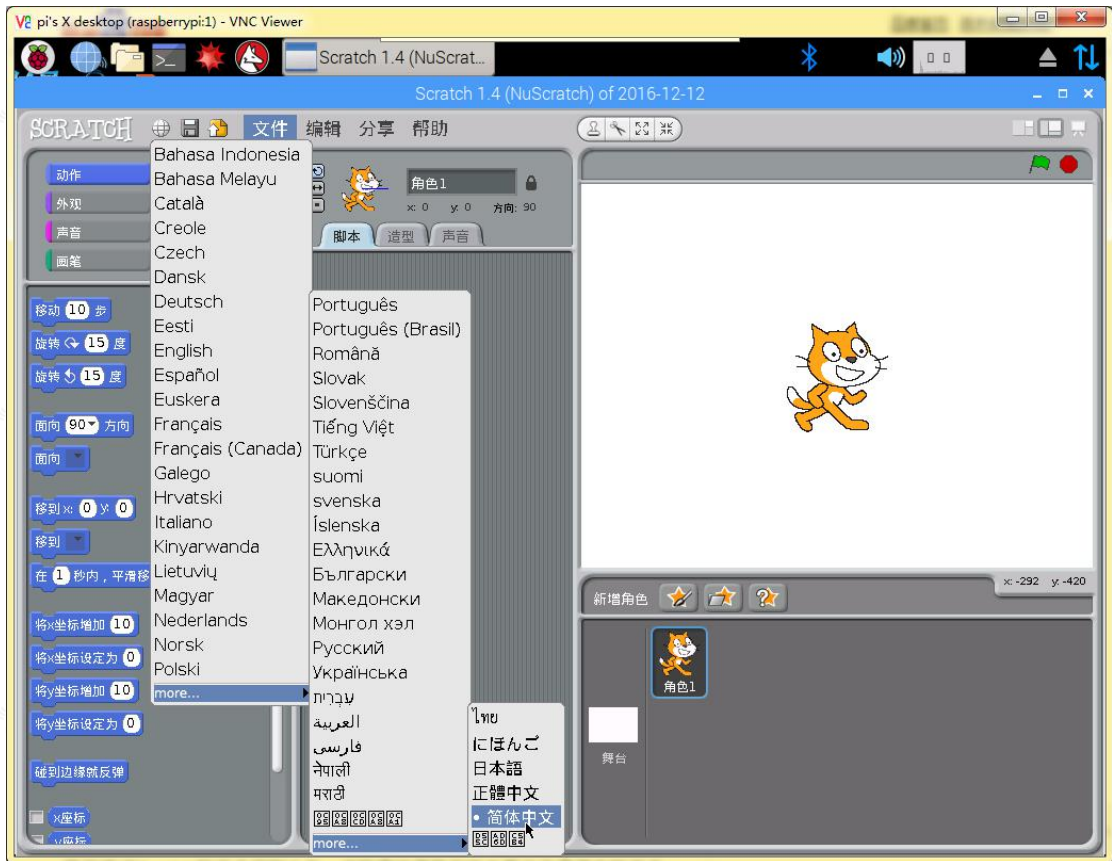 pi's X desktop (raspberrypi:1) - VNC Viewer
Scratch 1.4 (NuScrat...
Scratch 1.4 (NuScratch) of 2016-12-12
SCRATCH 文件 编辑 分享 帮助
动作
外观
声音
画笔
角色1
x: 0 y: 0 方向: 90
脚本 造型 声音
移动 10 步
旋转 15 度
旋转 15 度
面向 90 方向
面向
移到 x: 0 y: 0
移到
在 1 秒内,平滑移
将x坐标增加 10
将x坐标设定为 0
将y坐标增加 10
将y坐标设定为 0
碰到边缘就反弹
x座标
y座标
Bahasa Indonesia
Bahasa Melayu
Català
Creole
Czech
Dansk
Deutsch
Eesti
English
Español
Euskera
Français
Français (Canada)
Galego
Hrvatski
Italiano
Kinyarwanda
Lietuvių
Magyar
Nederlands
Norsk
Polski
more...
Português
Português (Brasil)
Română
Slovak
Slovenščina
Tiếng Việt
Türkçe
suomi
svenska
Íslenska
Ελληνικά
Български
Македонски
Монгол хэл
Русский
Українська
עִבְרִית
العربية
فارسی
नेपाली
मराठी
more...
ไทย
にほんご
日本語
正體中文
• 简体中文
x: -292 y: -420
新增角色
角色1
舞台